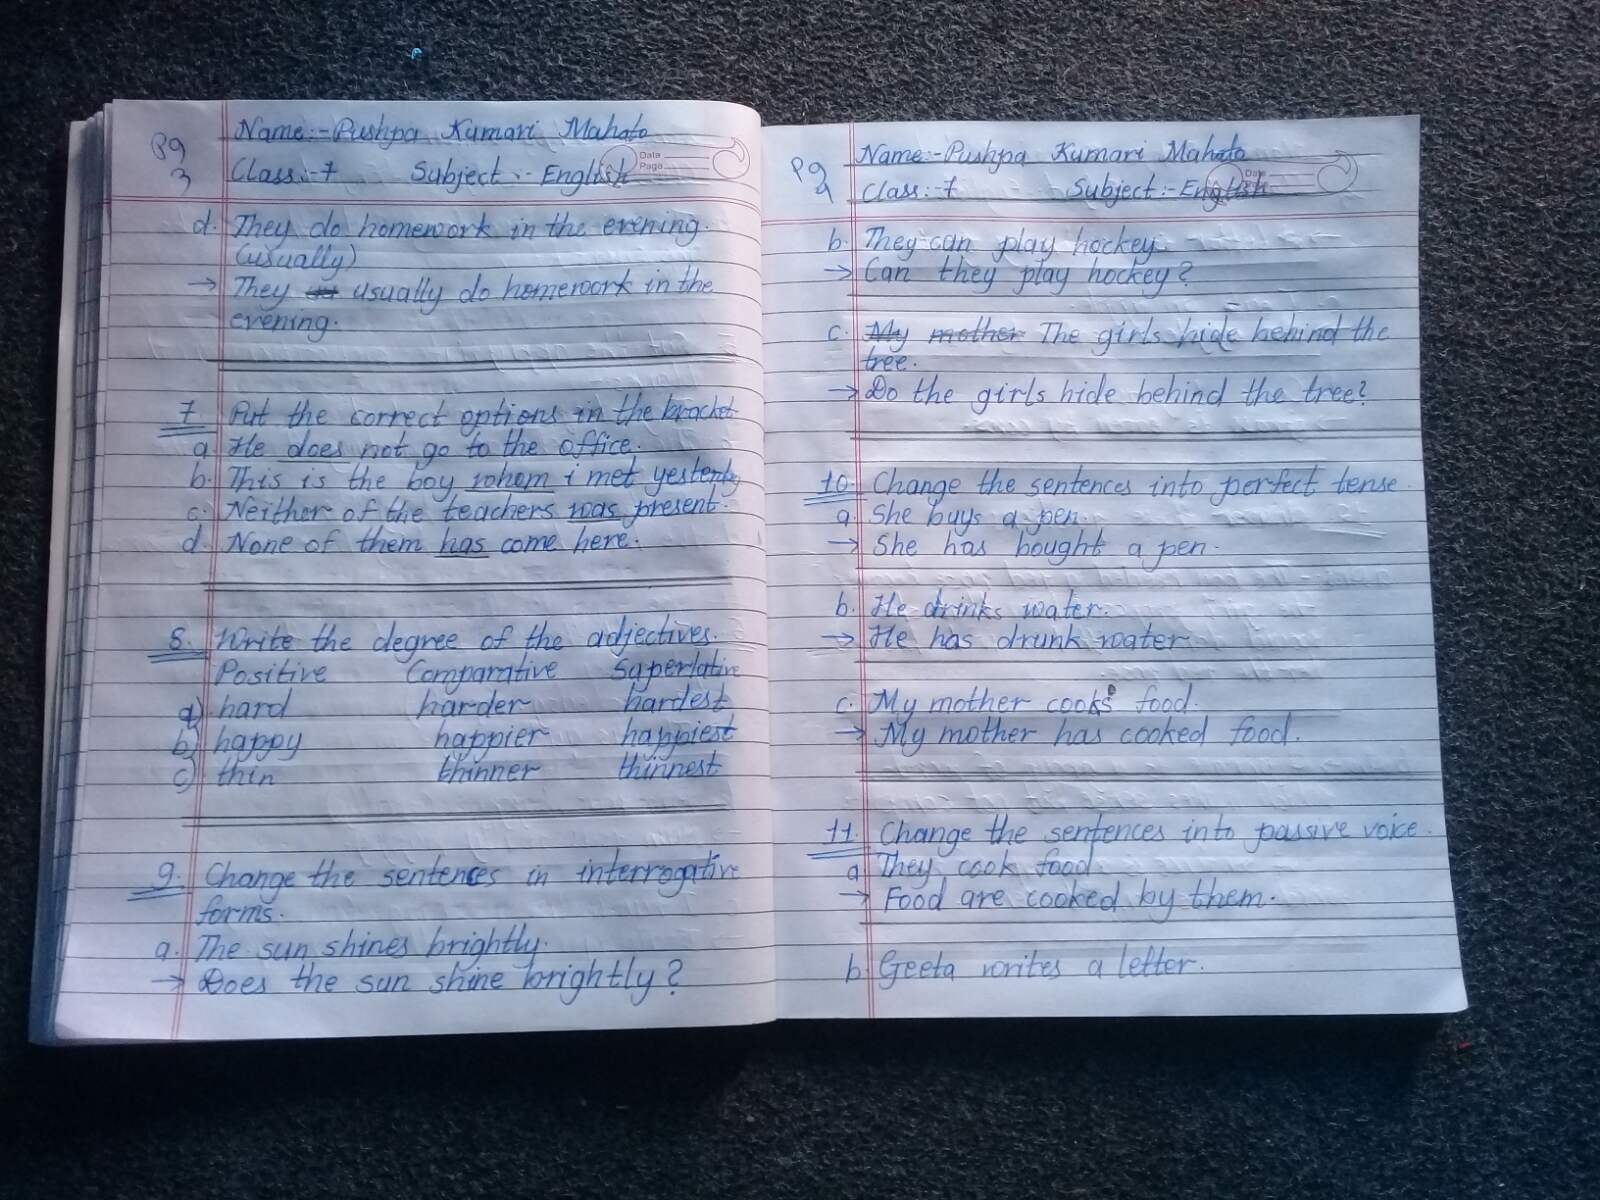 Pg 3
Name:- Pushpa Kumari Mahato
Class:-7 Subject:- English
Date
Page
d. They do homework in the evening.
(usually)
→ They usually do homework in the
evening.
7. Put the correct options in the bracket
a. He does not go to the office.
b. This is the boy whom i met yesterday
c. Neither of the teachers was present.
d. None of them has come here.
8. Write the degree of the adjectives.
Positive Comparative Superlative
a) hard harder hardest
b) happy happier happiest
c) thin thinner thinnest
9. Change the sentences in interrogative
forms.
a. The sun shines brightly.
→ Does the sun shine brightly?
Pg 4
Name:- Pushpa Kumari Mahato
Class:-7 Subject:- English
b. They can play hockey.
→ Can they play hockey?
c. My mother The girls hide behind the
tree.
→ Do the girls hide behind the tree?
10. Change the sentences into perfect tense.
a. She buys a pen.
→ She has bought a pen.
b. He drinks water.
→ He has drunk water
c. My mother cooks food.
→ My mother has cooked food.
11. Change the sentences into passive voice.
a They cook food
→ Food are cooked by them.
b. Geeta writes a letter.